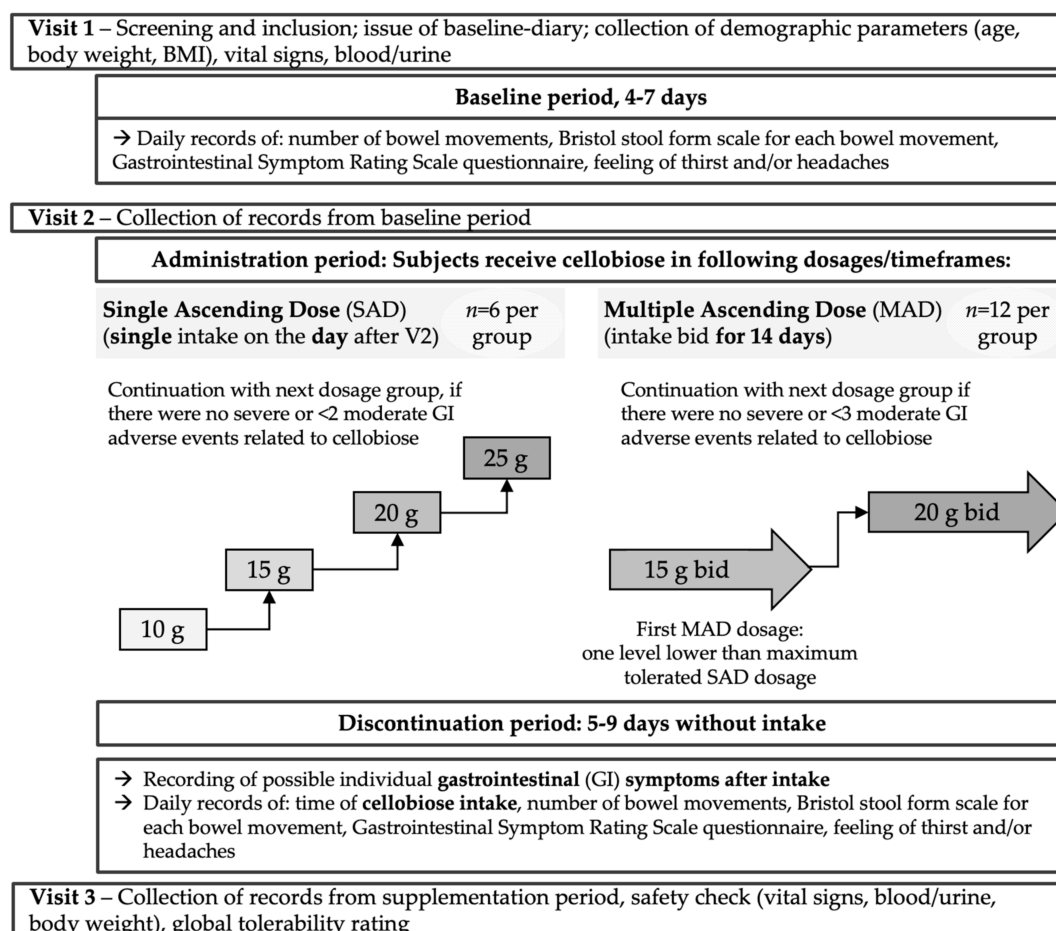 Visit 1 – Screening and inclusion; issue of baseline-diary; collection of demographic parameters (age,
body weight, BMI), vital signs, blood/urine
Baseline period, 4-7 days
→ Daily records of: number of bowel movements, Bristol stool form scale for each bowel movement,
Gastrointestinal Symptom Rating Scale questionnaire, feeling of thirst and/or headaches
Visit 2 – Collection of records from baseline period
Administration period: Subjects receive cellobiose in following dosages/timeframes:
Single Ascending Dose (SAD)
(single intake on the day after V2)
n=6 per
group
Multiple Ascending Dose (MAD)
(intake bid for 14 days)
n=12 per
group
Continuation with next dosage group, if
there were no severe or <2 moderate GI
adverse events related to cellobiose
25 g
20 g
15 g
10 g
Continuation with next dosage group if
there were no severe or <3 moderate GI
adverse events related to cellobiose
20 g bid
15 g bid
First MAD dosage:
one level lower than maximum
tolerated SAD dosage
Discontinuation period: 5-9 days without intake
→ Recording of possible individual gastrointestinal (GI) symptoms after intake
→ Daily records of: time of cellobiose intake, number of bowel movements, Bristol stool form scale for
each bowel movement, Gastrointestinal Symptom Rating Scale questionnaire, feeling of thirst and/or
headaches
Visit 3 – Collection of records from supplementation period, safety check (vital signs, blood/urine,
body weight), global tolerability rating